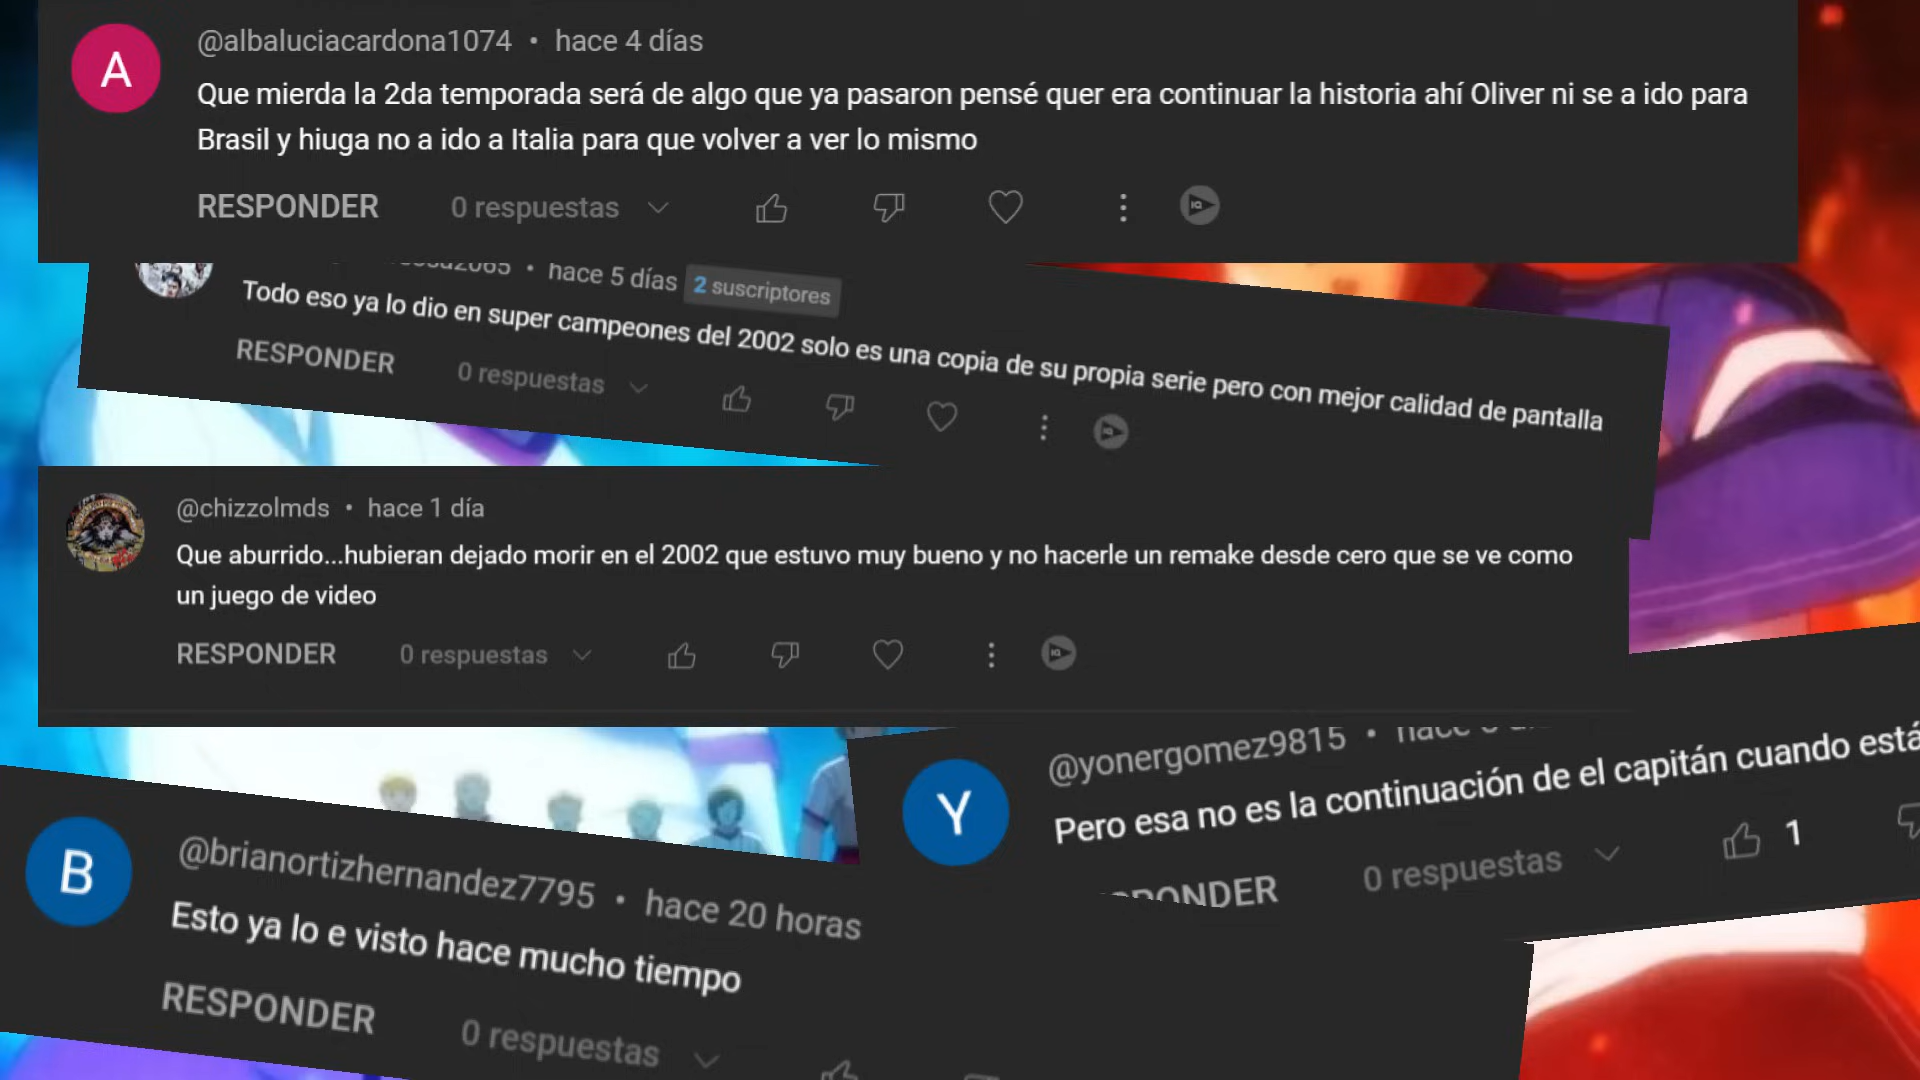 A
@albaluciacardona1074 • hace 4 días
Que mierda la 2da temporada será de algo que ya pasaron pensé quer era continuar la historia ahí Oliver ni se a ido para
Brasil y hiuga no a ido a Italia para que volver a ver lo mismo
RESPONDER 0 respuestas
• hace 5 días 2 suscriptores
Todo eso ya lo dio en super campeones del 2002 solo es una copia de su propia serie pero con mejor calidad de pantalla
RESPONDER 0 respuestas
@chizzolmds • hace 1 día
Que aburrido...hubieran dejado morir en el 2002 que estuvo muy bueno y no hacerle un remake desde cero que se ve como
un juego de video
RESPONDER 0 respuestas
Y
@yonergomez9815 • hace
Pero esa no es la continuación de el capitán cuando está
RESPONDER 0 respuestas 1
B
@brianortizhernandez7795 • hace 20 horas
Esto ya lo e visto hace mucho tiempo
RESPONDER 0 respuestas